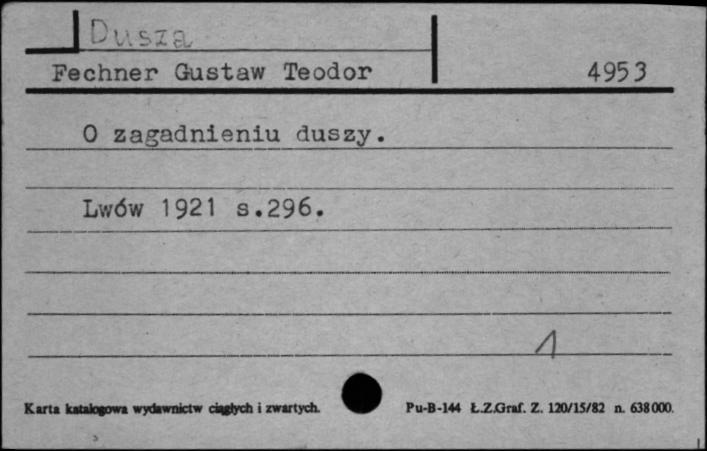 Dusza
Fechner Gustaw Teodor 4953
O zagadnieniu duszy.
Lwów 1921 s.296.
1
Karta katalogowa wydawnictw ciągłych i zwartych. Pu-B-144 Ł.Z.Graf. Z. 120/15/82 n. 638000.